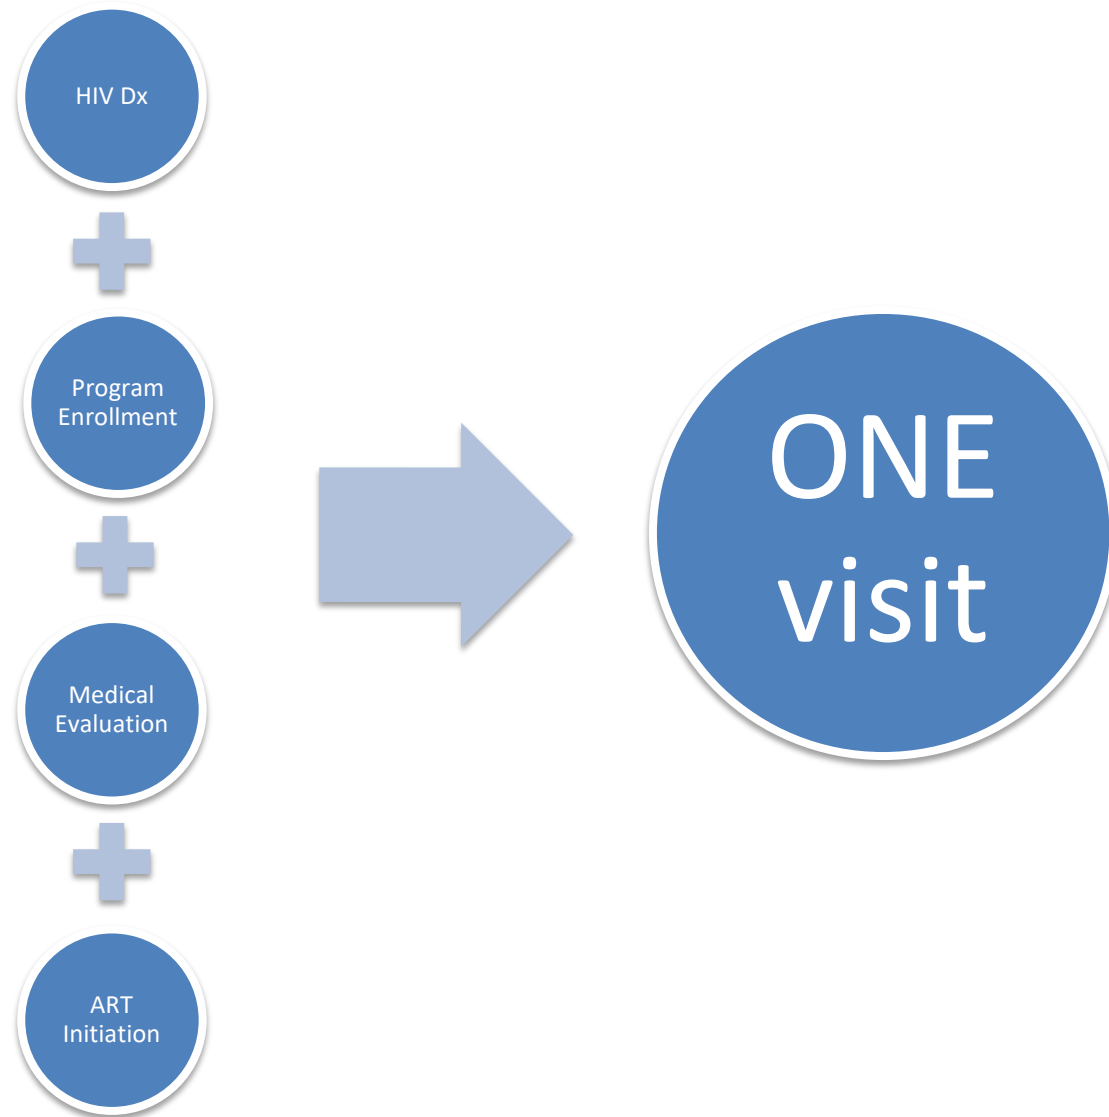 HIV Dx
Program
Enrollment
Medical
Evaluation
ART
Initiation
ONE
visit